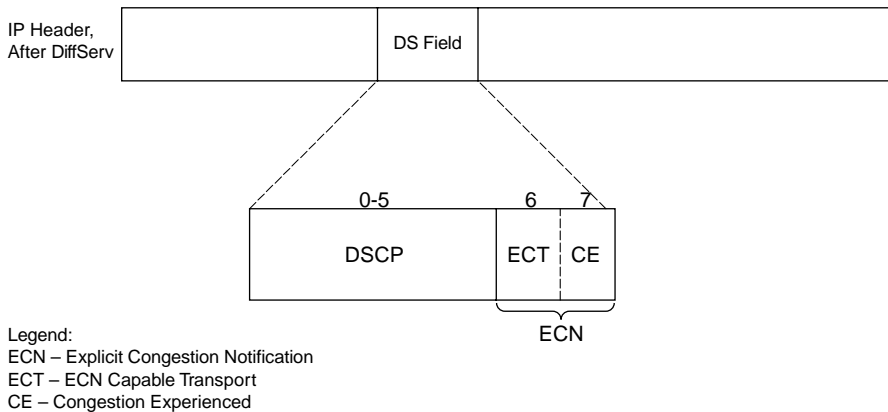 IP Header,
After DiffServ
DS Field
0-5 6 7
DSCP ECT CE
ECN
Legend:
ECN – Explicit Congestion Notification
ECT – ECN Capable Transport
CE – Congestion Experienced